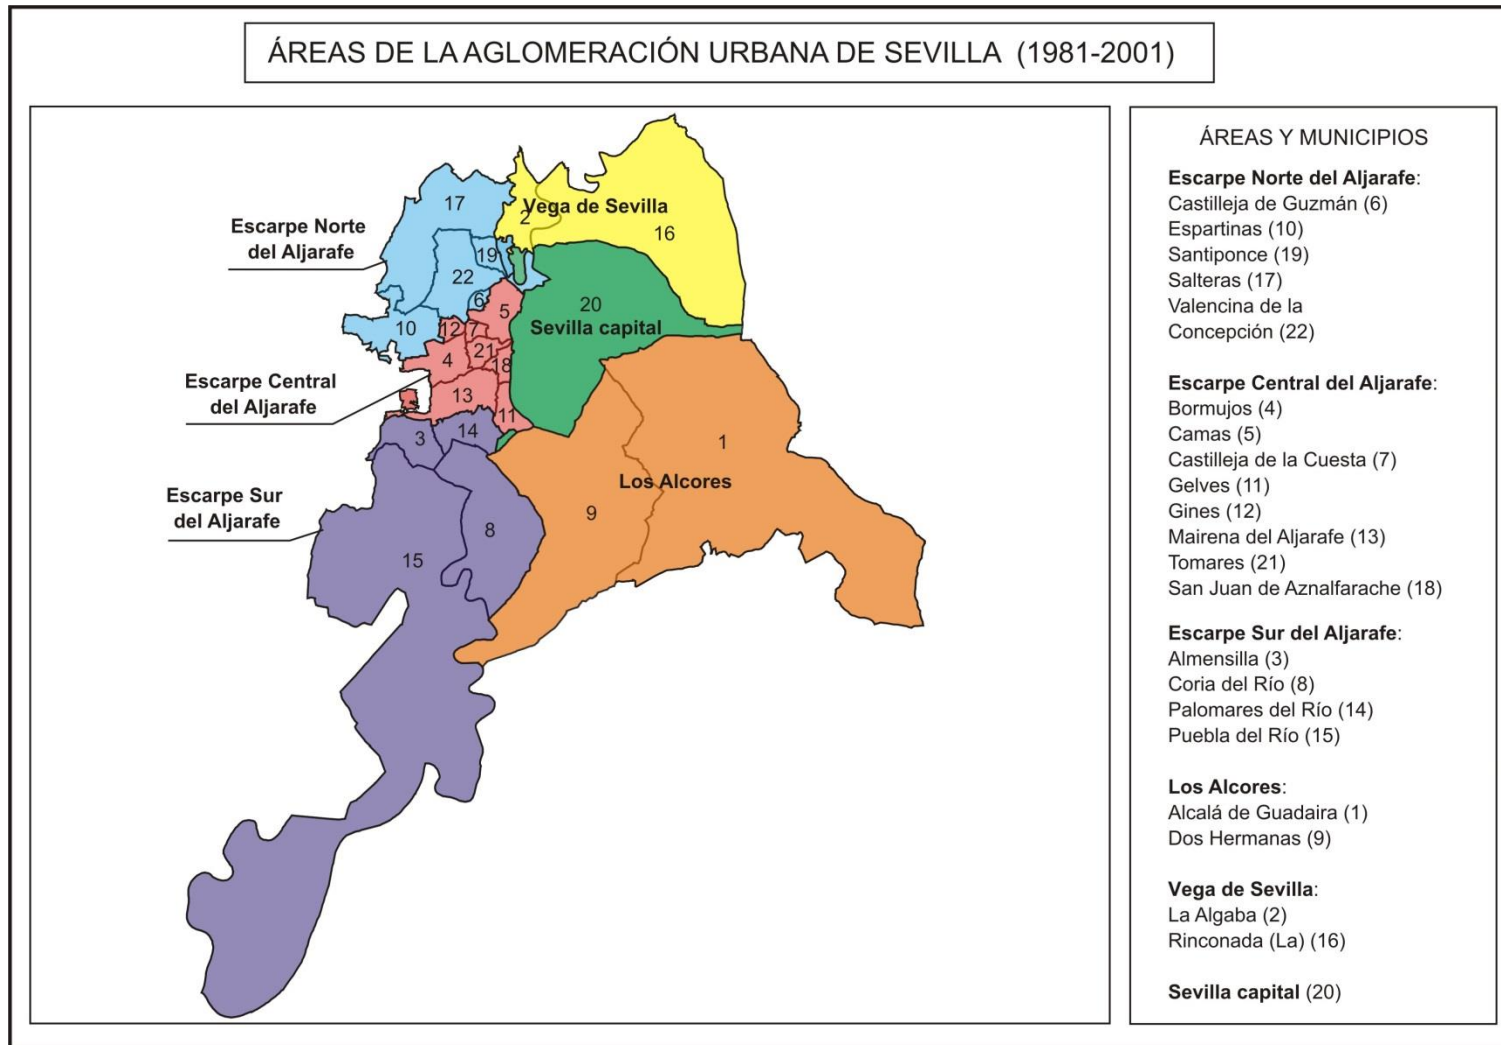 ÁREAS DE LA AGLOMERACIÓN URBANA DE SEVILLA (1981-2001)
17
Vega de Sevilla
2
16
Escarpe Norte
del Aljarafe
19
22
6
5
20
Sevilla capital
10
12
7
21
18
4
Escarpe Central
del Aljarafe
13
11
3
14
1
Los Alcores
Escarpe Sur
del Aljarafe
9
8
15
ÁREAS Y MUNICIPIOS
Escarpe Norte del Aljarafe:
Castilleja de Guzmán (6)
Espartinas (10)
Santiponce (19)
Salteras (17)
Valencina de la
Concepción (22)
Escarpe Central del Aljarafe:
Bormujos (4)
Camas (5)
Castilleja de la Cuesta (7)
Gelves (11)
Gines (12)
Mairena del Aljarafe (13)
Tomares (21)
San Juan de Aznalfarache (18)
Escarpe Sur del Aljarafe:
Almensilla (3)
Coria del Río (8)
Palomares del Río (14)
Puebla del Río (15)
Los Alcores:
Alcalá de Guadaira (1)
Dos Hermanas (9)
Vega de Sevilla:
La Algaba (2)
Rinconada (La) (16)
Sevilla capital (20)